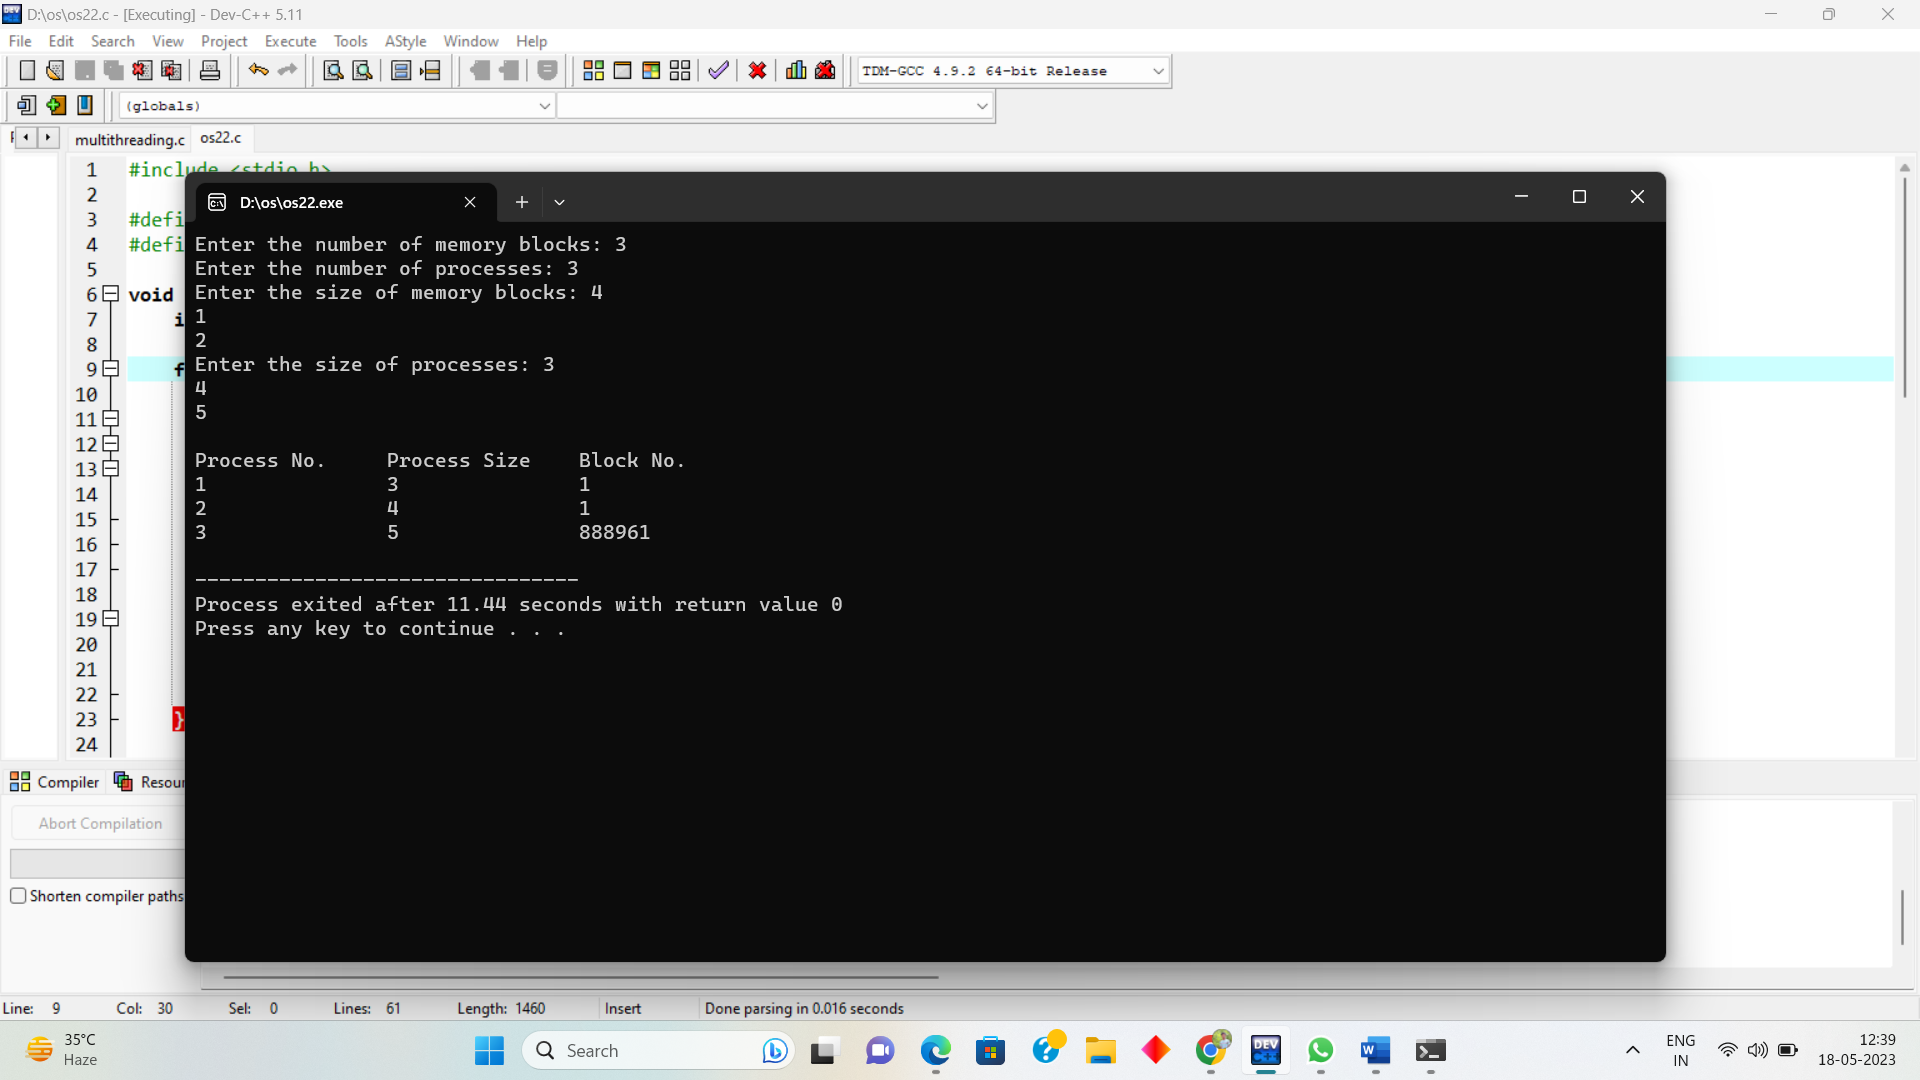 D:\os\os22.c - [Executing] - Dev-C++ 5.11
File Edit Search View Project Execute Tools AStyle Window Help
TDM-GCC 4.9.2 64-bit Release
(globals)
multithreading.c os22.c
1 #include <stdio.h>
2
3 #defi
4 #defi
5
6 void
7 i
8
9 f
10
11
12
13
14
15
16
17
18
19
20
21
22
23 }
24
D:\os\os22.exe
Enter the number of memory blocks: 3
Enter the number of processes: 3
Enter the size of memory blocks: 4
1
2
Enter the size of processes: 3
4
5
Process No. Process Size Block No.
1 3 1
2 4 1
3 5 888961
--------------------------------
Process exited after 11.44 seconds with return value 0
Press any key to continue . . .
Compiler Resour
Abort Compilation
Shorten compiler paths
Line: 9 Col: 30 Sel: 0 Lines: 61 Length: 1460 Insert Done parsing in 0.016 seconds
35°C
Haze
Search
DEV
C++
W
ENG
IN
12:39
18-05-2023